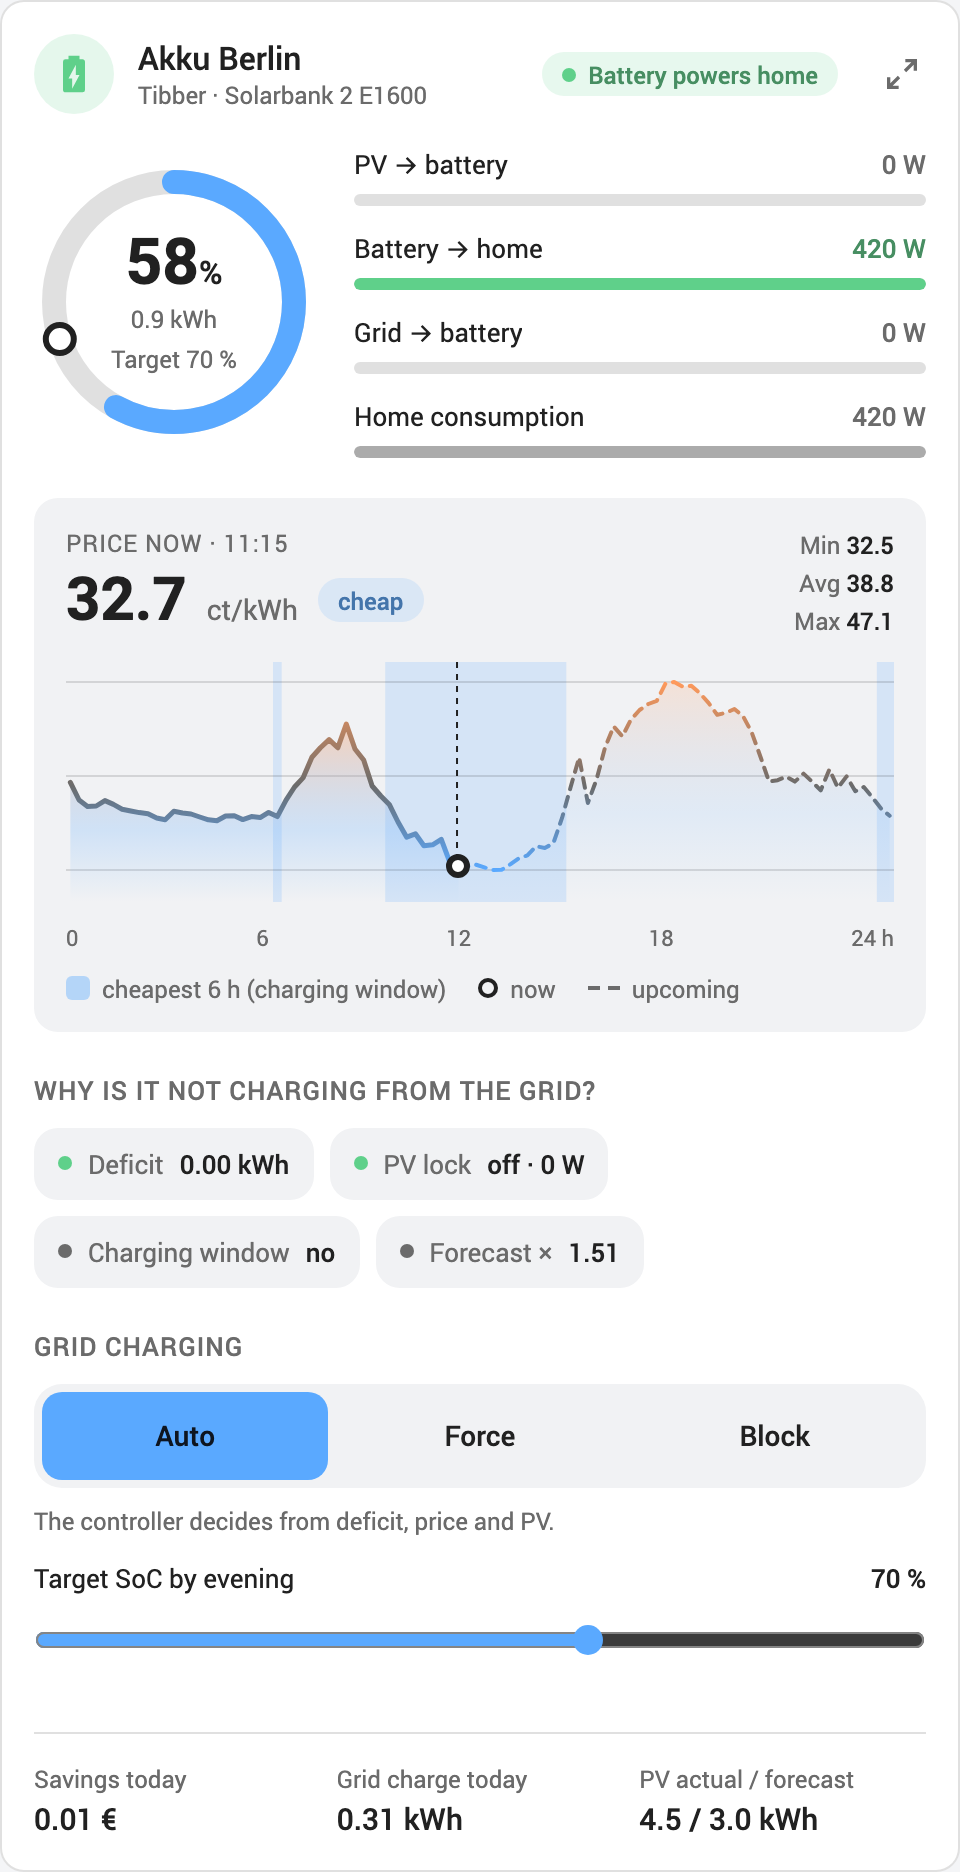 Akku Berlin
Tibber · Solarbank 2 E1600
Battery powers home
58%
0.9 kWh
Target 70 %
PV → battery 0 W
Battery → home 420 W
Grid → battery 0 W
Home consumption 420 W
PRICE NOW · 11:15
32.7 ct/kWh cheap
Min 32.5
Avg 38.8
Max 47.1
0 6 12 18 24 h
cheapest 6 h (charging window) now upcoming
WHY IS IT NOT CHARGING FROM THE GRID?
Deficit 0.00 kWh PV lock off · 0 W
Charging window no Forecast × 1.51
GRID CHARGING
Auto Force Block
The controller decides from deficit, price and PV.
Target SoC by evening 70 %
Savings today Grid charge today PV actual / forecast
0.01 € 0.31 kWh 4.5 / 3.0 kWh